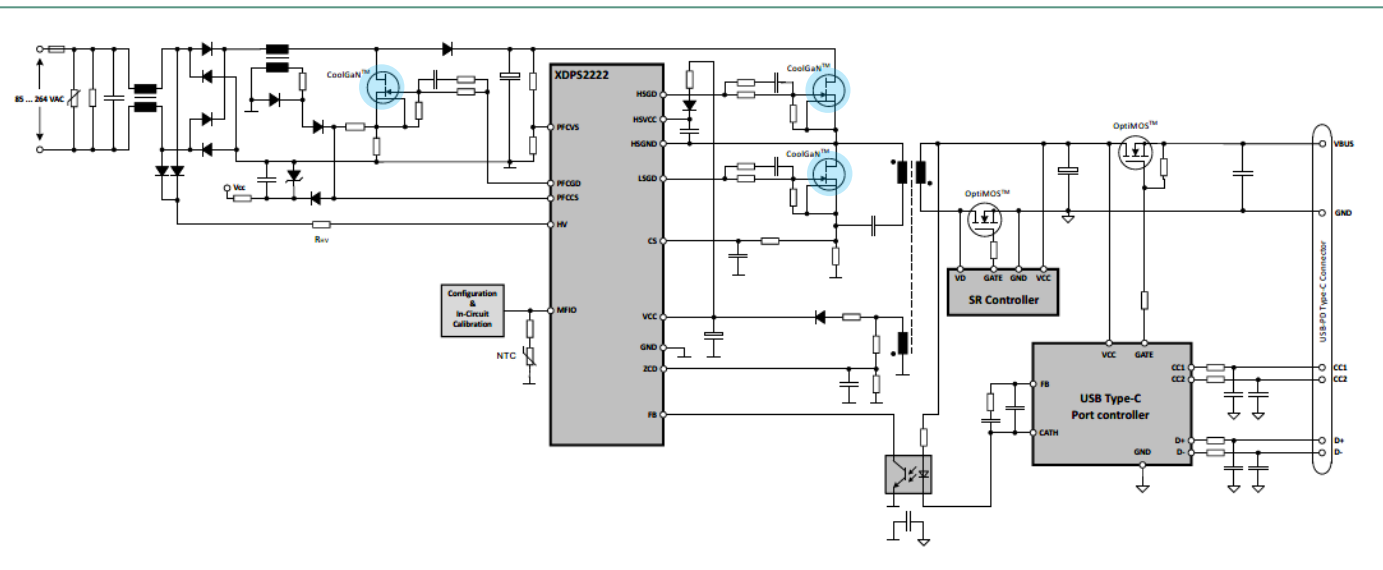 XDPS2222
CoolGaN™
85 ... 264 VAC
PFCVS
Vcc
PFCGD
PFCCS
RHV
HV
Configuration
&
In-Circuit
Calibration
MFIO
NTC
HSGD
HSVCC
HSGND
LSGD
CS
VCC
GND
ZCD
FB
CoolGaN™
CoolGaN™
OptiMOS™
OptiMOS™
VD
GATE
GND
VCC
SR Controller
VCC
GATE
FB
CATH
USB Type-C
Port controller
GND
CC1
CC2
D+
D-
USB-PD Type-C Connector
VBUS
GND
CC1
CC2
D+
D-